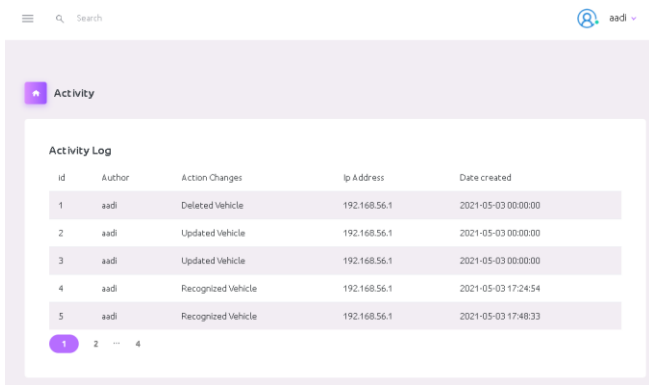 Search aadi
Activity
Activity Log
id Author Action Changes Ip Address Date created
1 aadi Deleted Vehicle 192.168.56.1 2021-05-03 00:00:00
2 aadi Updated Vehicle 192.168.56.1 2021-05-03 00:00:00
3 aadi Updated Vehicle 192.168.56.1 2021-05-03 00:00:00
4 aadi Recognized Vehicle 192.168.56.1 2021-05-03 17:24:54
5 aadi Recognized Vehicle 192.168.56.1 2021-05-03 17:48:33
1 2 ... 4